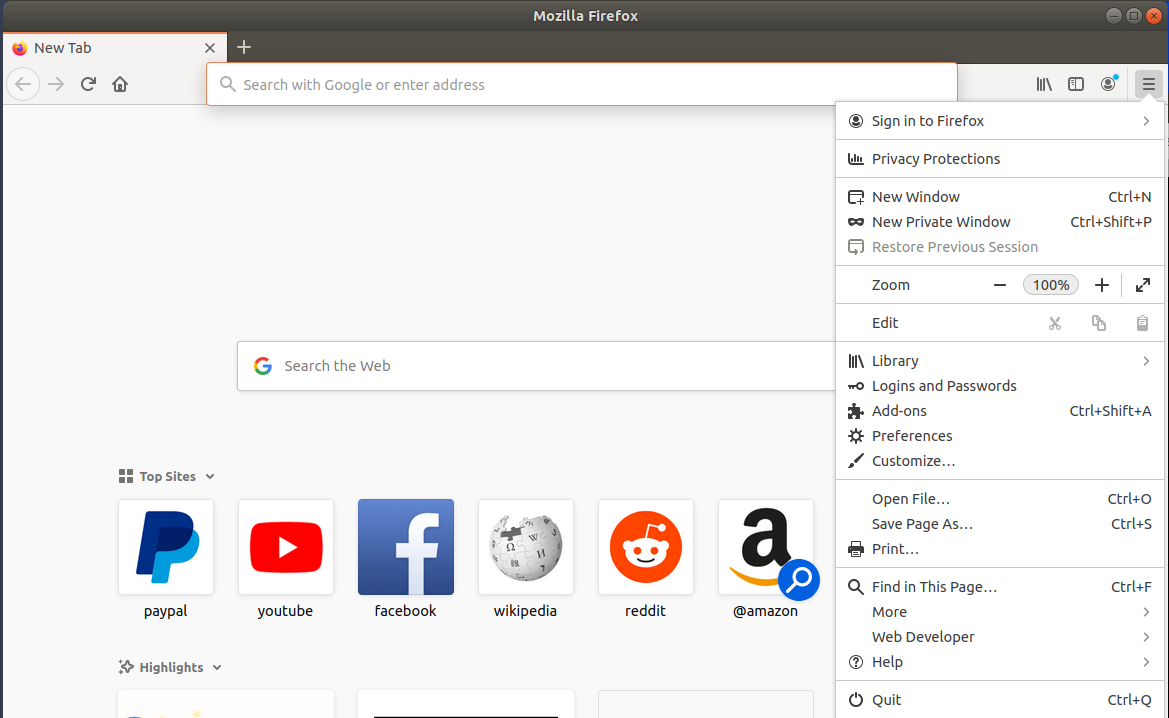 Mozilla Firefox
New Tab
Search with Google or enter address
Sign in to Firefox
Privacy Protections
New Window Ctrl+N
New Private Window Ctrl+Shift+P
Restore Previous Session
Zoom 100%
Edit
Library
Logins and Passwords
Add-ons Ctrl+Shift+A
Preferences
Customize…
Open File… Ctrl+O
Save Page As… Ctrl+S
Print…
Find in This Page… Ctrl+F
More
Web Developer
Help
Quit Ctrl+Q
Search the Web
Top Sites
paypal
youtube
facebook
wikipedia
reddit
@amazon
Highlights